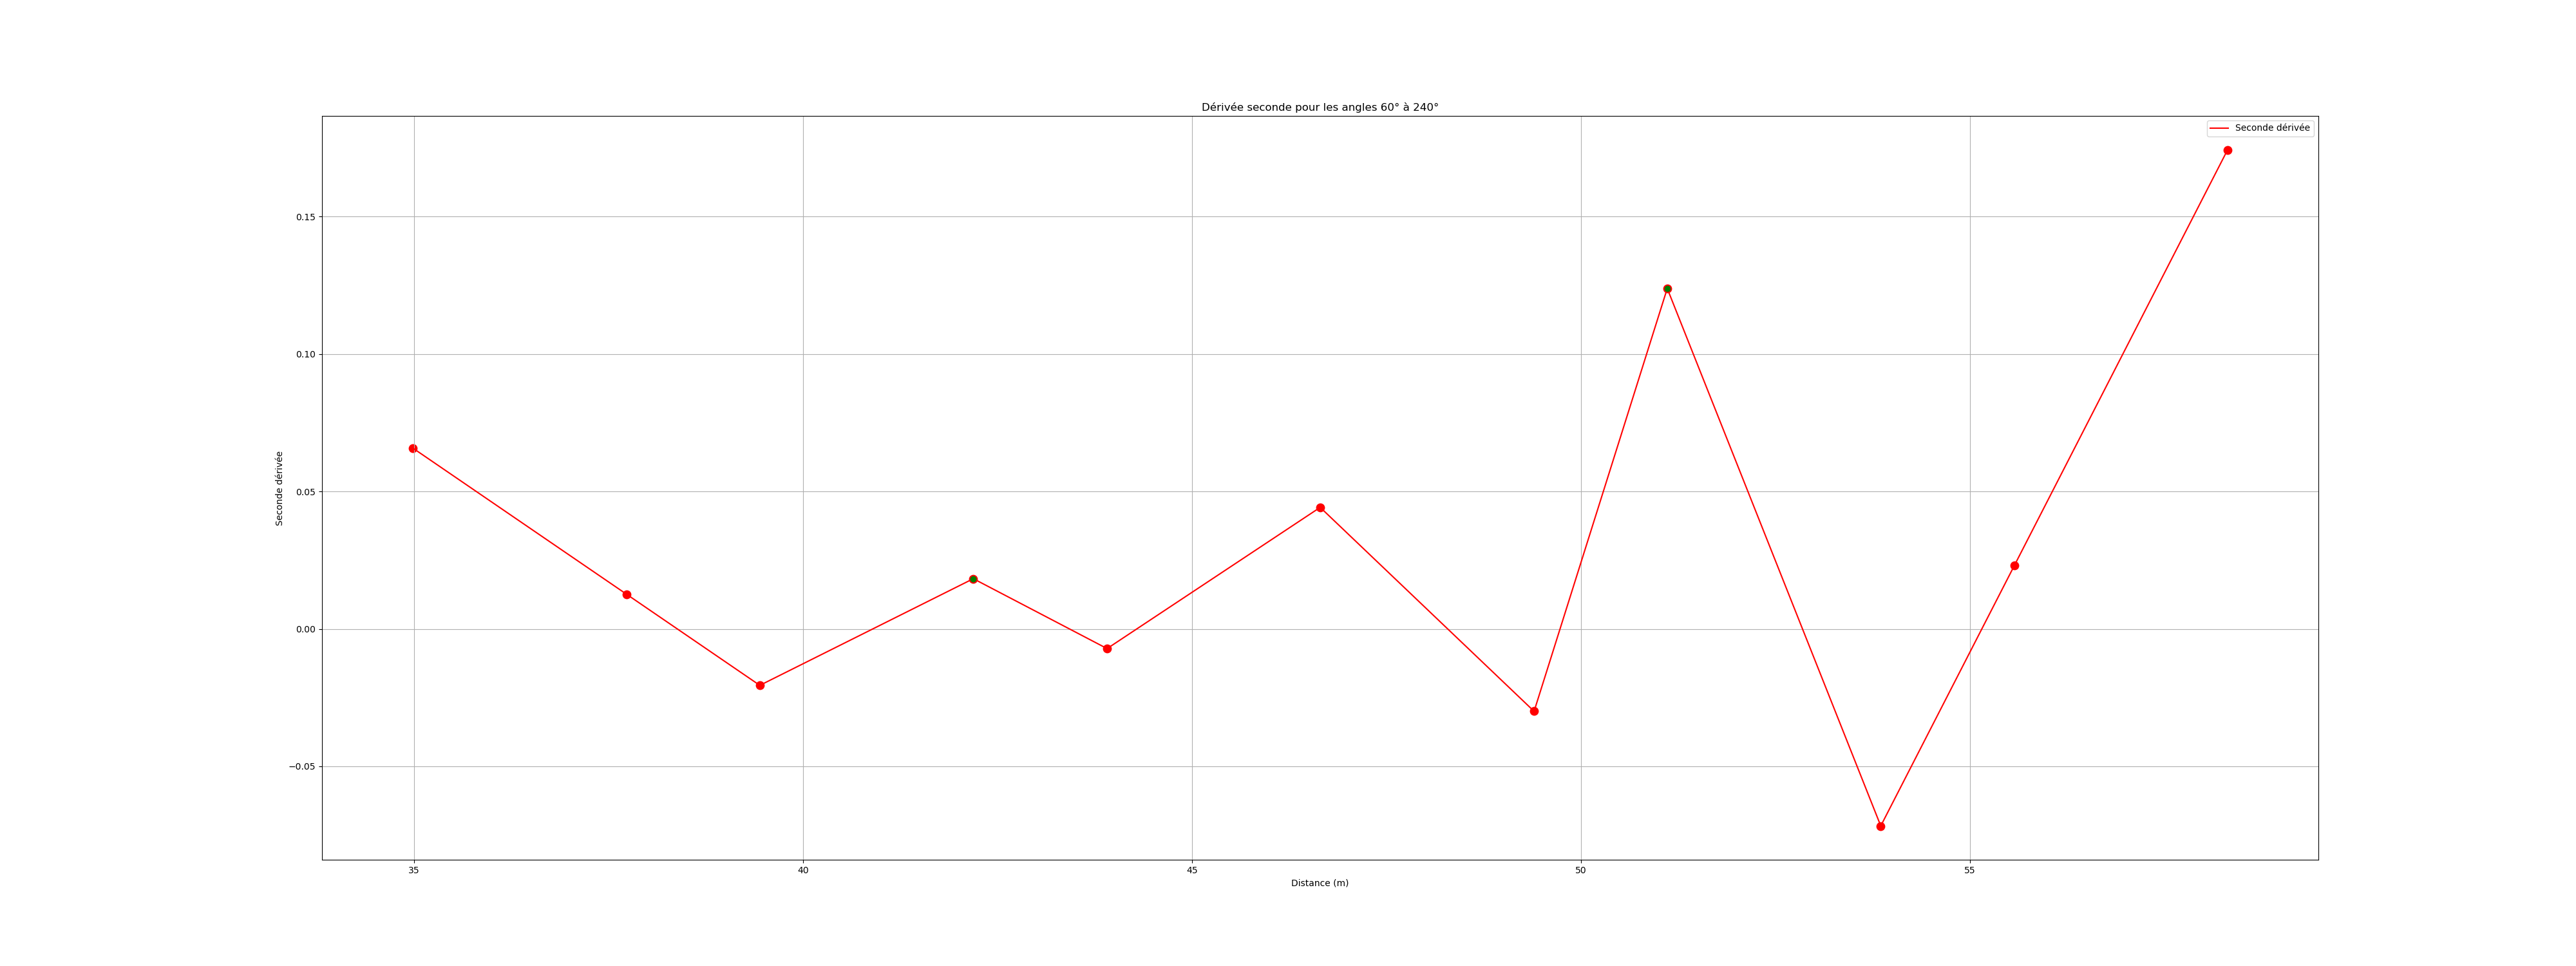 Dérivée seconde pour les angles 60° à 240°
Seconde dérivée
0.15
0.10
0.05
0.00
−0.05
Seconde dérivée
35
40
45
50
55
Distance (m)